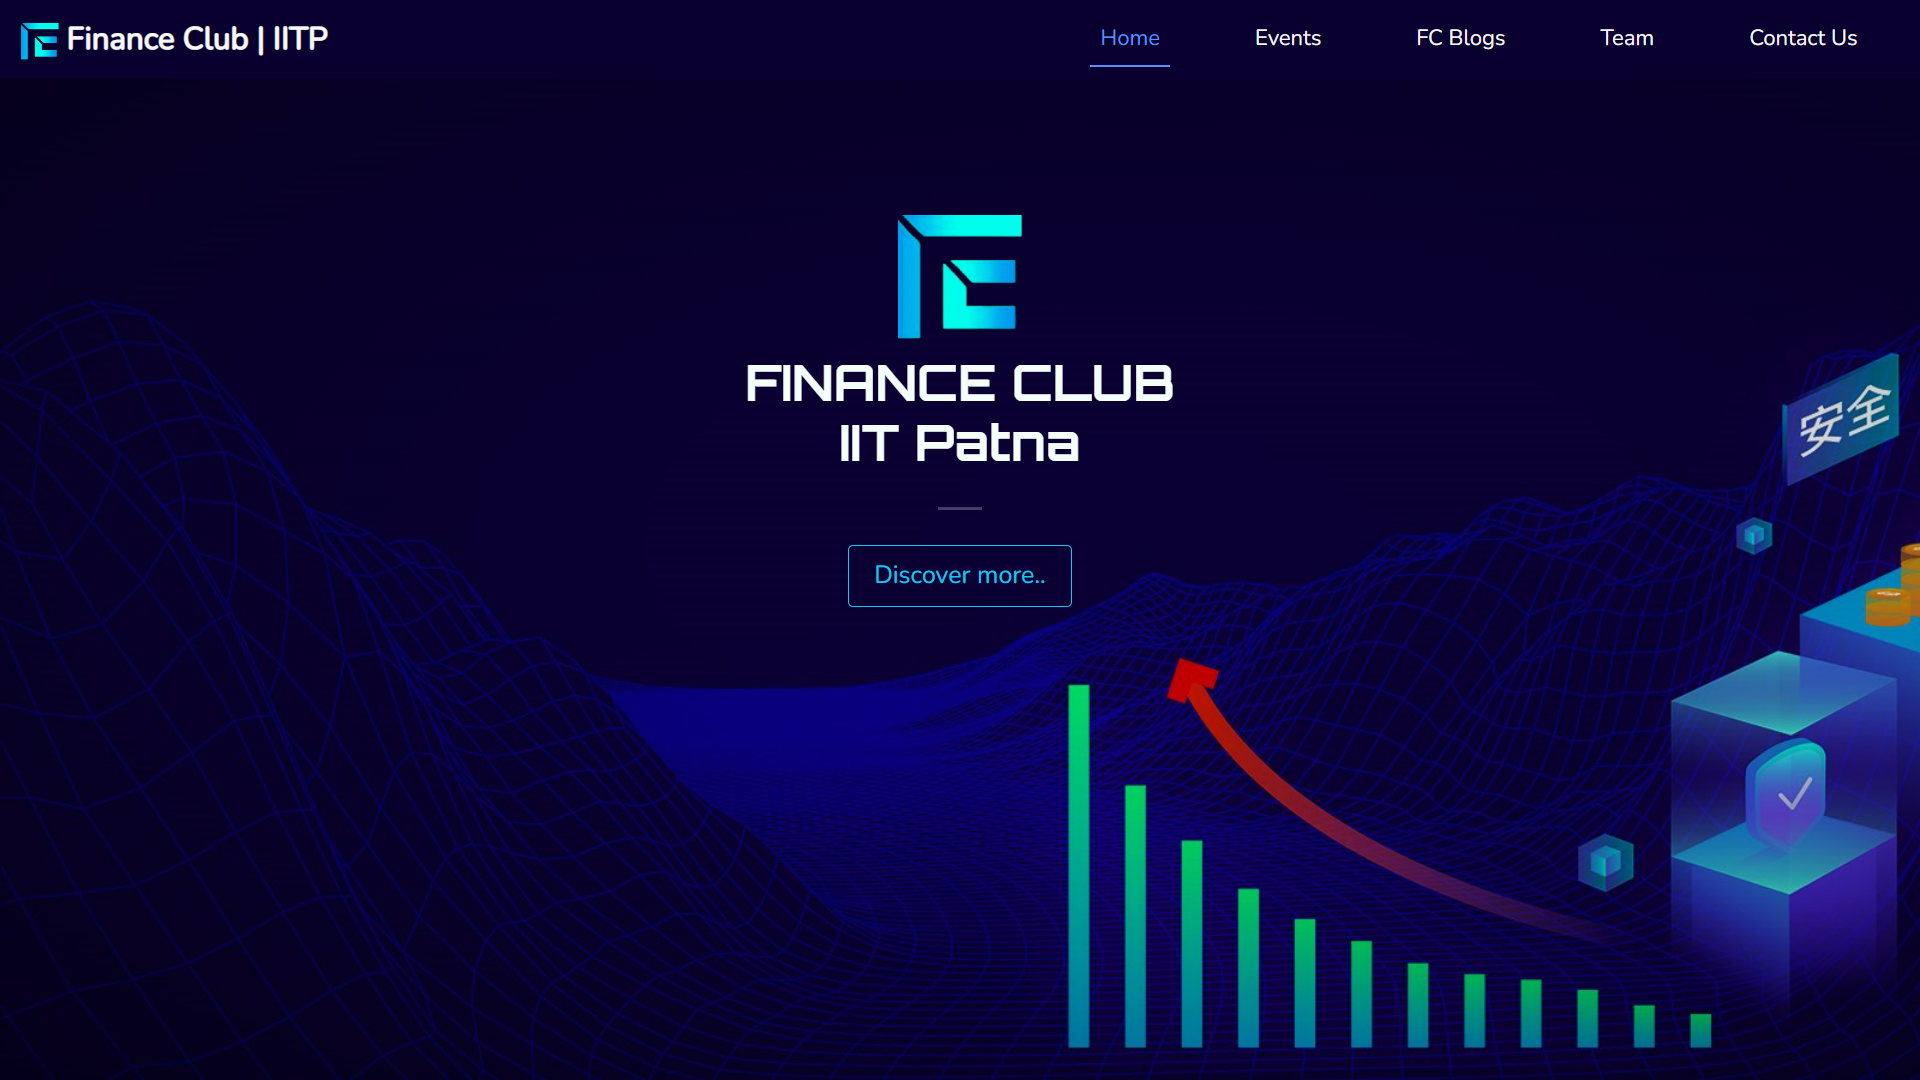 Finance Club | IITP
Home
Events
FC Blogs
Team
Contact Us
FINANCE CLUB
IIT Patna
Discover more..
安全